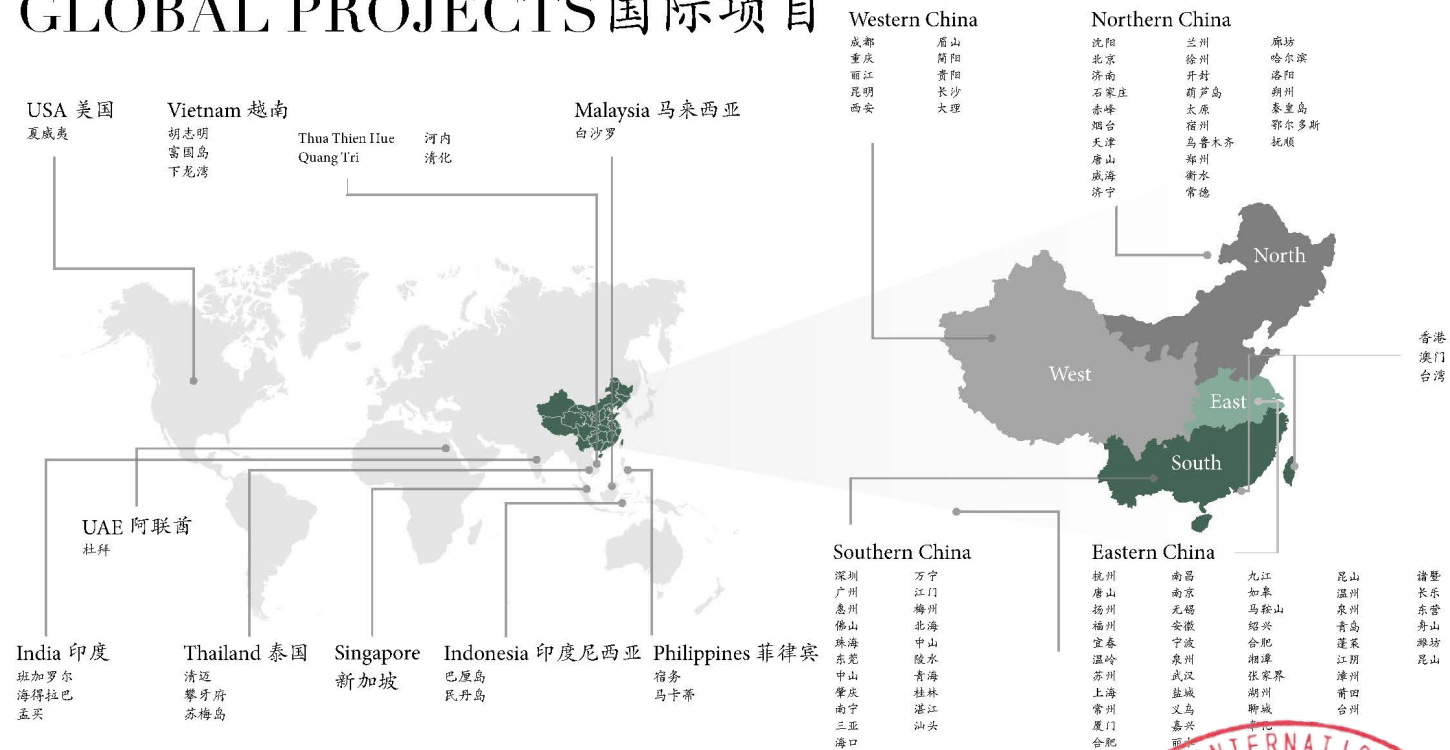 GLOBAL PROJECTS国际项目
USA 美国
夏威夷
Vietnam 越南
胡志明
富国岛
下龙湾
Thua Thien Hue
Quang Tri
河内
清化
Malaysia 马来西亚
白沙罗
UAE 阿联酋
杜拜
India 印度
班加罗尔
海得拉巴
孟买
Thailand 泰国
清迈
攀牙府
苏梅岛
Singapore
新加坡
Indonesia 印度尼西亚
巴厘岛
民丹岛
Philippines 菲律宾
宿务
马卡蒂
Western China
成都
重庆
丽江
昆明
西安
眉山
简阳
贵阳
长沙
大理
Northern China
沈阳
北京
济南
石家庄
赤峰
烟台
天津
唐山
威海
济宁
兰州
徐州
开封
葫芦岛
太原
宿州
乌鲁木齐
郑州
衡水
常德
廊坊
哈尔滨
洛阳
朔州
秦皇岛
鄂尔多斯
抚顺
North
West
East
South
香港
澳门
台湾
Southern China
深圳
广州
惠州
佛山
珠海
东莞
中山
肇庆
南宁
三亚
海口
万宁
江门
梅州
北海
中山
陵水
青海
桂林
湛江
汕头
Eastern China
杭州
唐山
扬州
福州
宜春
温岭
苏州
上海
常州
厦门
合肥
南昌
南京
无锡
安徽
宁波
泉州
武汉
盐城
义乌
嘉兴
九江
如皋
马鞍山
绍兴
合肥
湘潭
张家界
湖州
聊城
昆山
温州
泉州
青岛
蓬莱
江阴
漳州
莆田
台州
诸暨
长乐
东营
舟山
潍坊
昆山